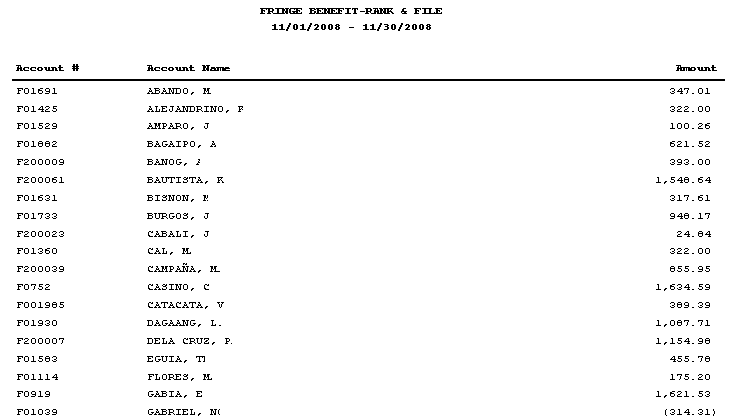 FRINGE BENEFIT-RANK & FILE
11/01/2008 - 11/30/2008
Account # Account Name Amount
F01691 ABANDO, M 347.01
F01425 ALEJANDRINO, F 322.00
F01529 AMPARO, J 100.26
F01882 BAGAIPO, A 621.52
F200009 BANOG, 393.00
F200061 BAUTISTA, K 1,548.64
F01631 BISNON, 317.61
F01733 BURGOS, J 948.17
F200023 CABALI, J 24.84
F01360 CAL, M. 322.00
F200039 CAMPAÑA, M. 855.95
F0752 CASINO, C 1,634.59
F001985 CATACATA, V 389.39
F01930 DAGAANG, L. 1,087.71
F200007 DELA CRUZ, P. 1,154.98
F01583 EGUIA, 455.78
F01114 FLORES, M. 175.20
F0919 GABIA, E 1,621.53
F01039 GABRIEL, (314.31)